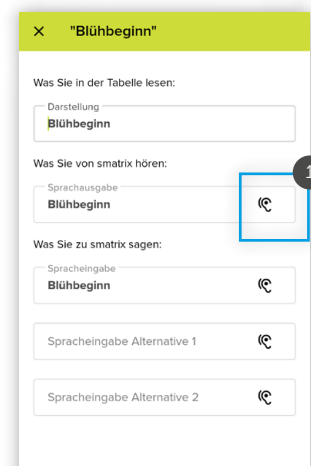 × "Blühbeginn"
Was Sie in der Tabelle lesen:
Darstellung
Blühbeginn
Was Sie von smatrix hören:
1
Sprachausgabe
Blühbeginn
Was Sie zu smatrix sagen:
Spracheingabe
Blühbeginn
Spracheingabe Alternative 1
Spracheingabe Alternative 2